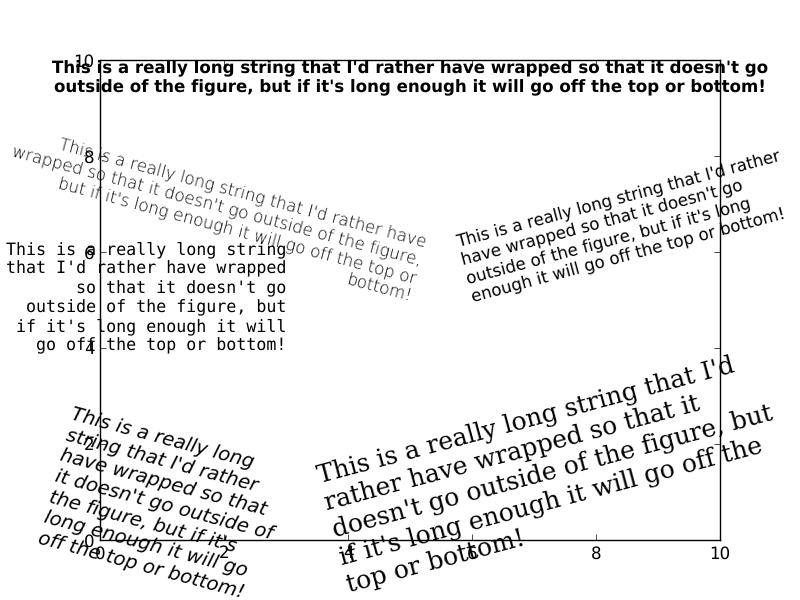 10
This is a really long string that I'd rather have wrapped so that it doesn't go
outside of the figure, but if it's long enough it will go off the top or bottom!
This is a really long string that I'd rather have
wrapped so that it doesn't go outside of the figure,
but if it's long enough it will go off the top or
bottom!
8
This is a really long string that I'd rather
have wrapped so that it doesn't go
outside of the figure, but if it's long
enough it will go off the top or bottom!
This is a really long string
that I'd rather have wrapped
so that it doesn't go
outside of the figure, but
if it's long enough it will
go off the top or bottom!
6
4
This is a really long
string that I'd rather
have wrapped so that
it doesn't go outside of
the figure, but if it's
long enough it will go
off the top or bottom!
2
This is a really long string that I'd
rather have wrapped so that it
doesn't go outside of the figure, but
if it's long enough it will go off the
top or bottom!
0
0 2 4 6 8 10